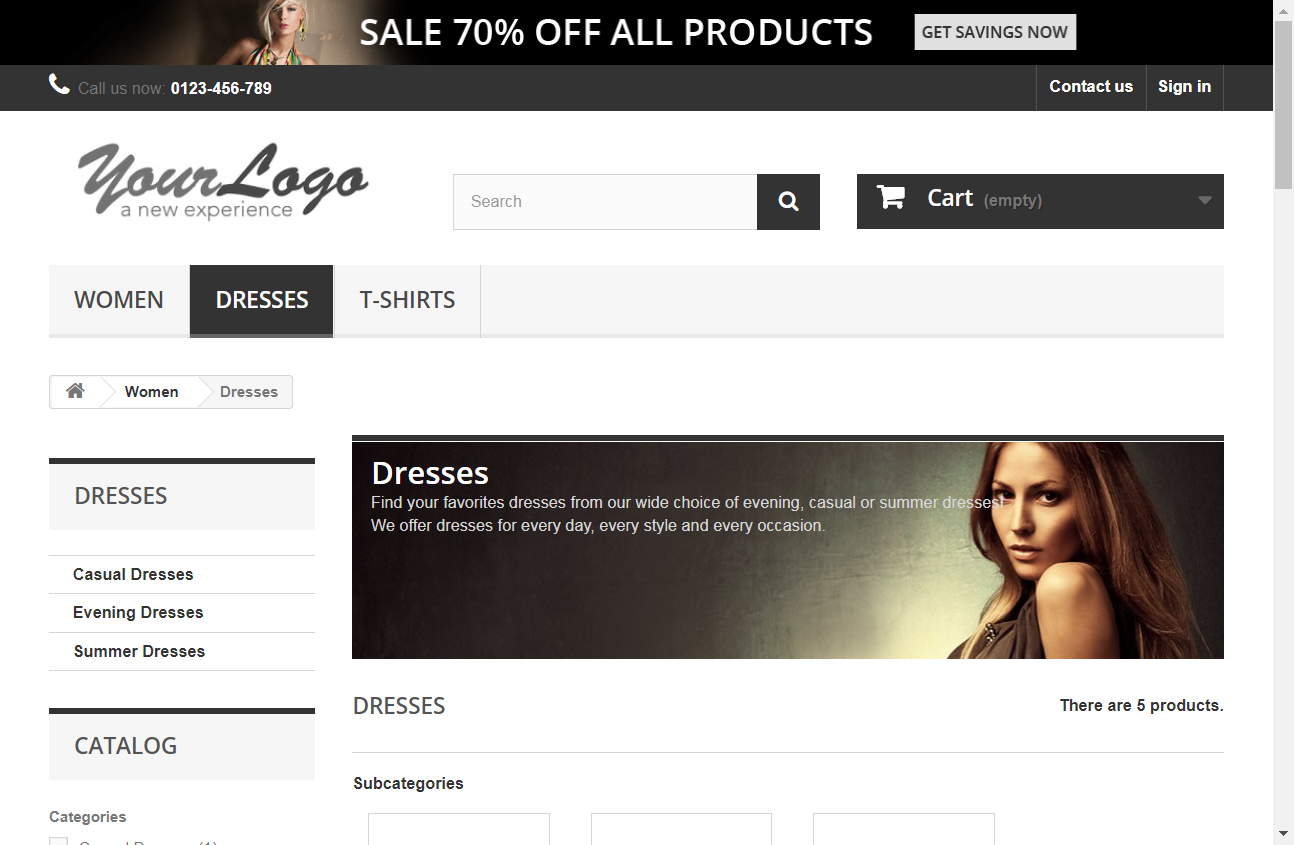 SALE 70% OFF ALL PRODUCTS
GET SAVINGS NOW
Call us now: 0123-456-789
Contact us
Sign in
YourLogo
a new experience
Search
Cart (empty)
WOMEN
DRESSES
T-SHIRTS
Women
Dresses
DRESSES
Casual Dresses
Evening Dresses
Summer Dresses
CATALOG
Categories
Dresses
Find your favorites dresses from our wide choice of evening, casual or summer dresses!
We offer dresses for every day, every style and every occasion.
DRESSES
There are 5 products.
Subcategories